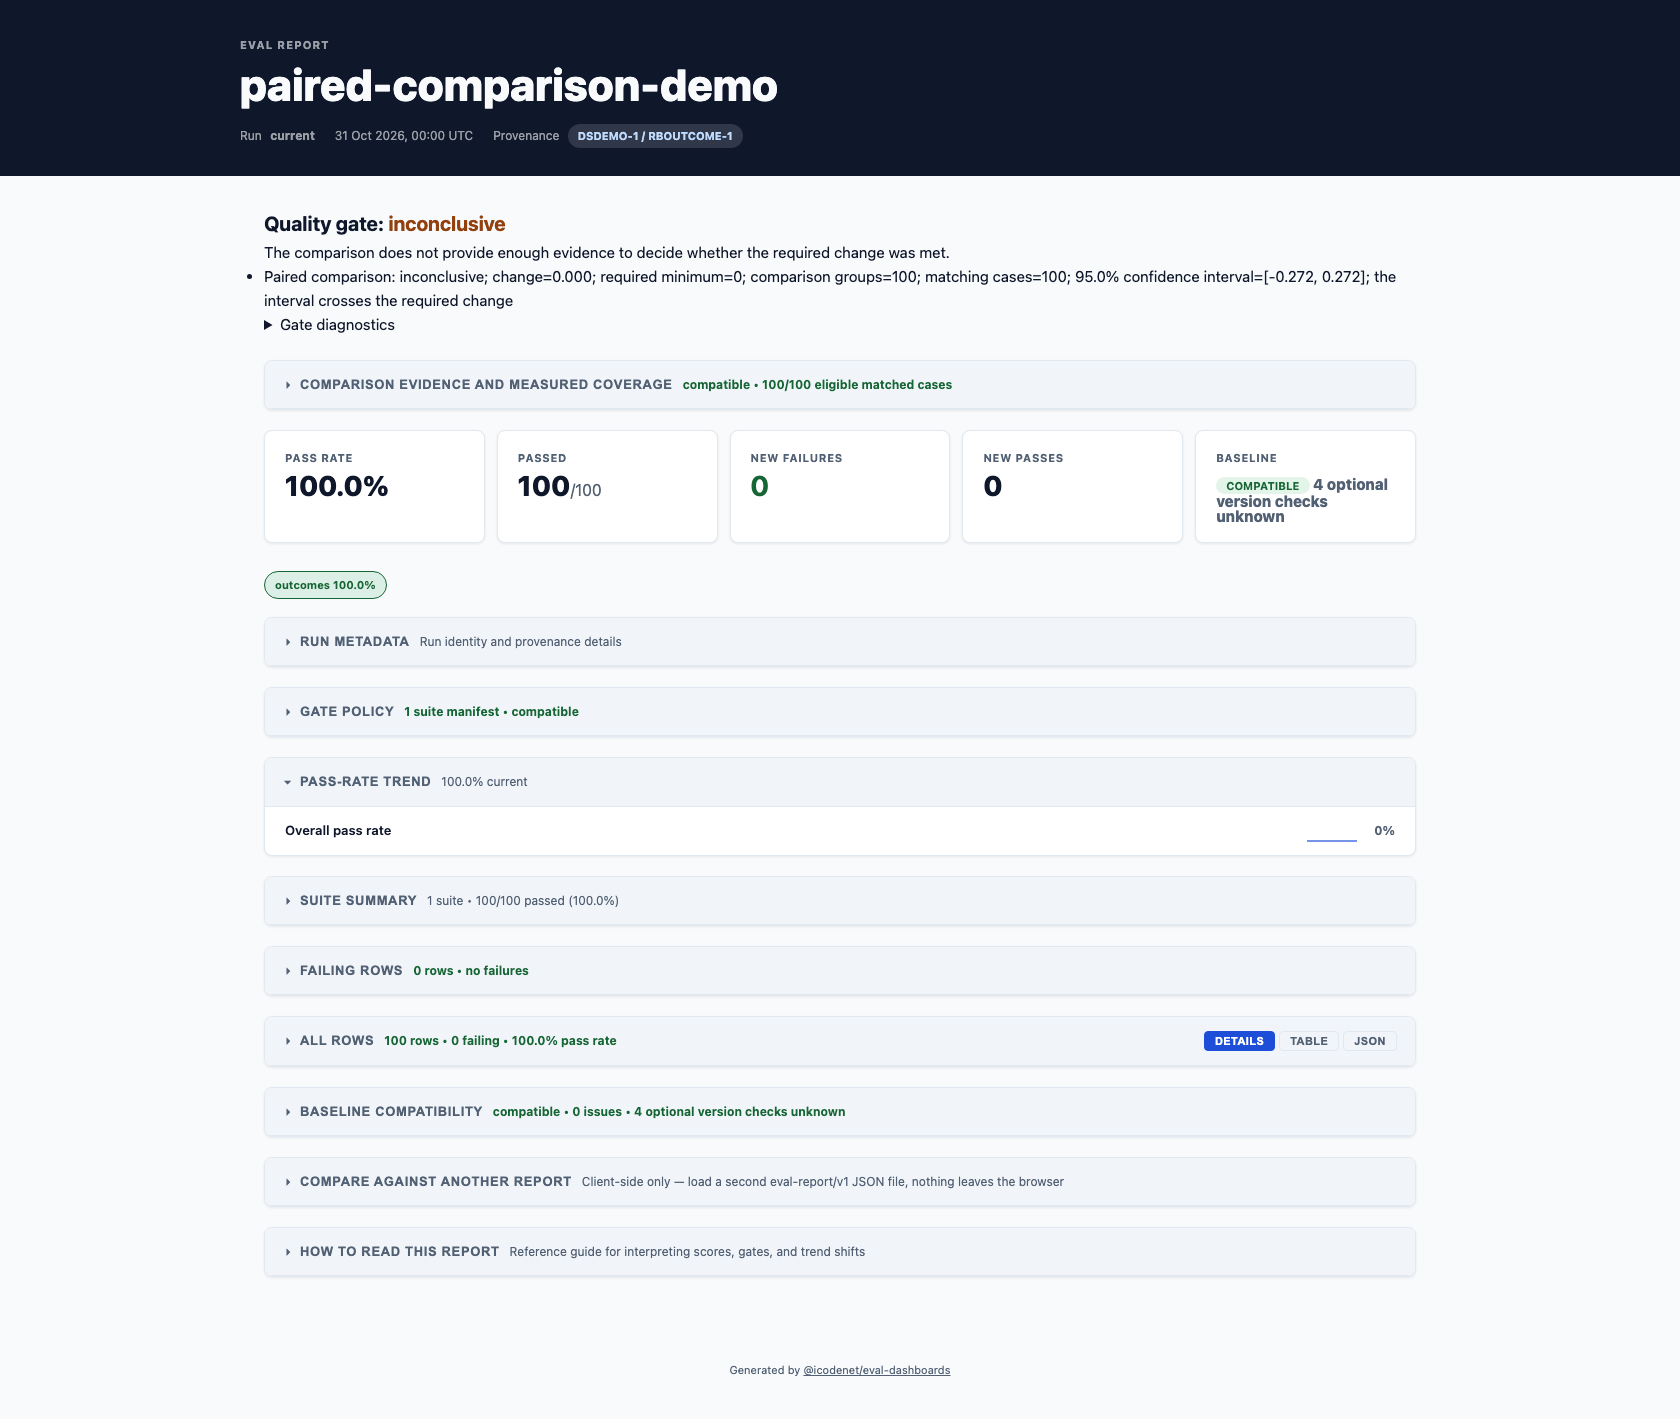 EVAL REPORT
paired-comparison-demo
Run current 31 Oct 2026, 00:00 UTC Provenance DSDEMO-1 / RBOUTCOME-1
Quality gate: inconclusive
The comparison does not provide enough evidence to decide whether the required change was met.
• Paired comparison: inconclusive; change=0.000; required minimum=0; comparison groups=100; matching cases=100; 95.0% confidence interval=[-0.272, 0.272]; the
interval crosses the required change
Gate diagnostics
COMPARISON EVIDENCE AND MEASURED COVERAGE compatible • 100/100 eligible matched cases
PASS RATE
100.0%
PASSED
100/100
NEW FAILURES
0
NEW PASSES
0
BASELINE
COMPATIBLE 4 optional
version checks
unknown
outcomes 100.0%
RUN METADATA Run identity and provenance details
GATE POLICY 1 suite manifest • compatible
PASS-RATE TREND 100.0% current
Overall pass rate 0%
SUITE SUMMARY 1 suite • 100/100 passed (100.0%)
FAILING ROWS 0 rows • no failures
ALL ROWS 100 rows • 0 failing • 100.0% pass rate DETAILS TABLE JSON
BASELINE COMPATIBILITY compatible • 0 issues • 4 optional version checks unknown
COMPARE AGAINST ANOTHER REPORT Client-side only — load a second eval-report/v1 JSON file, nothing leaves the browser
HOW TO READ THIS REPORT Reference guide for interpreting scores, gates, and trend shifts
Generated by @icodenet/eval-dashboards